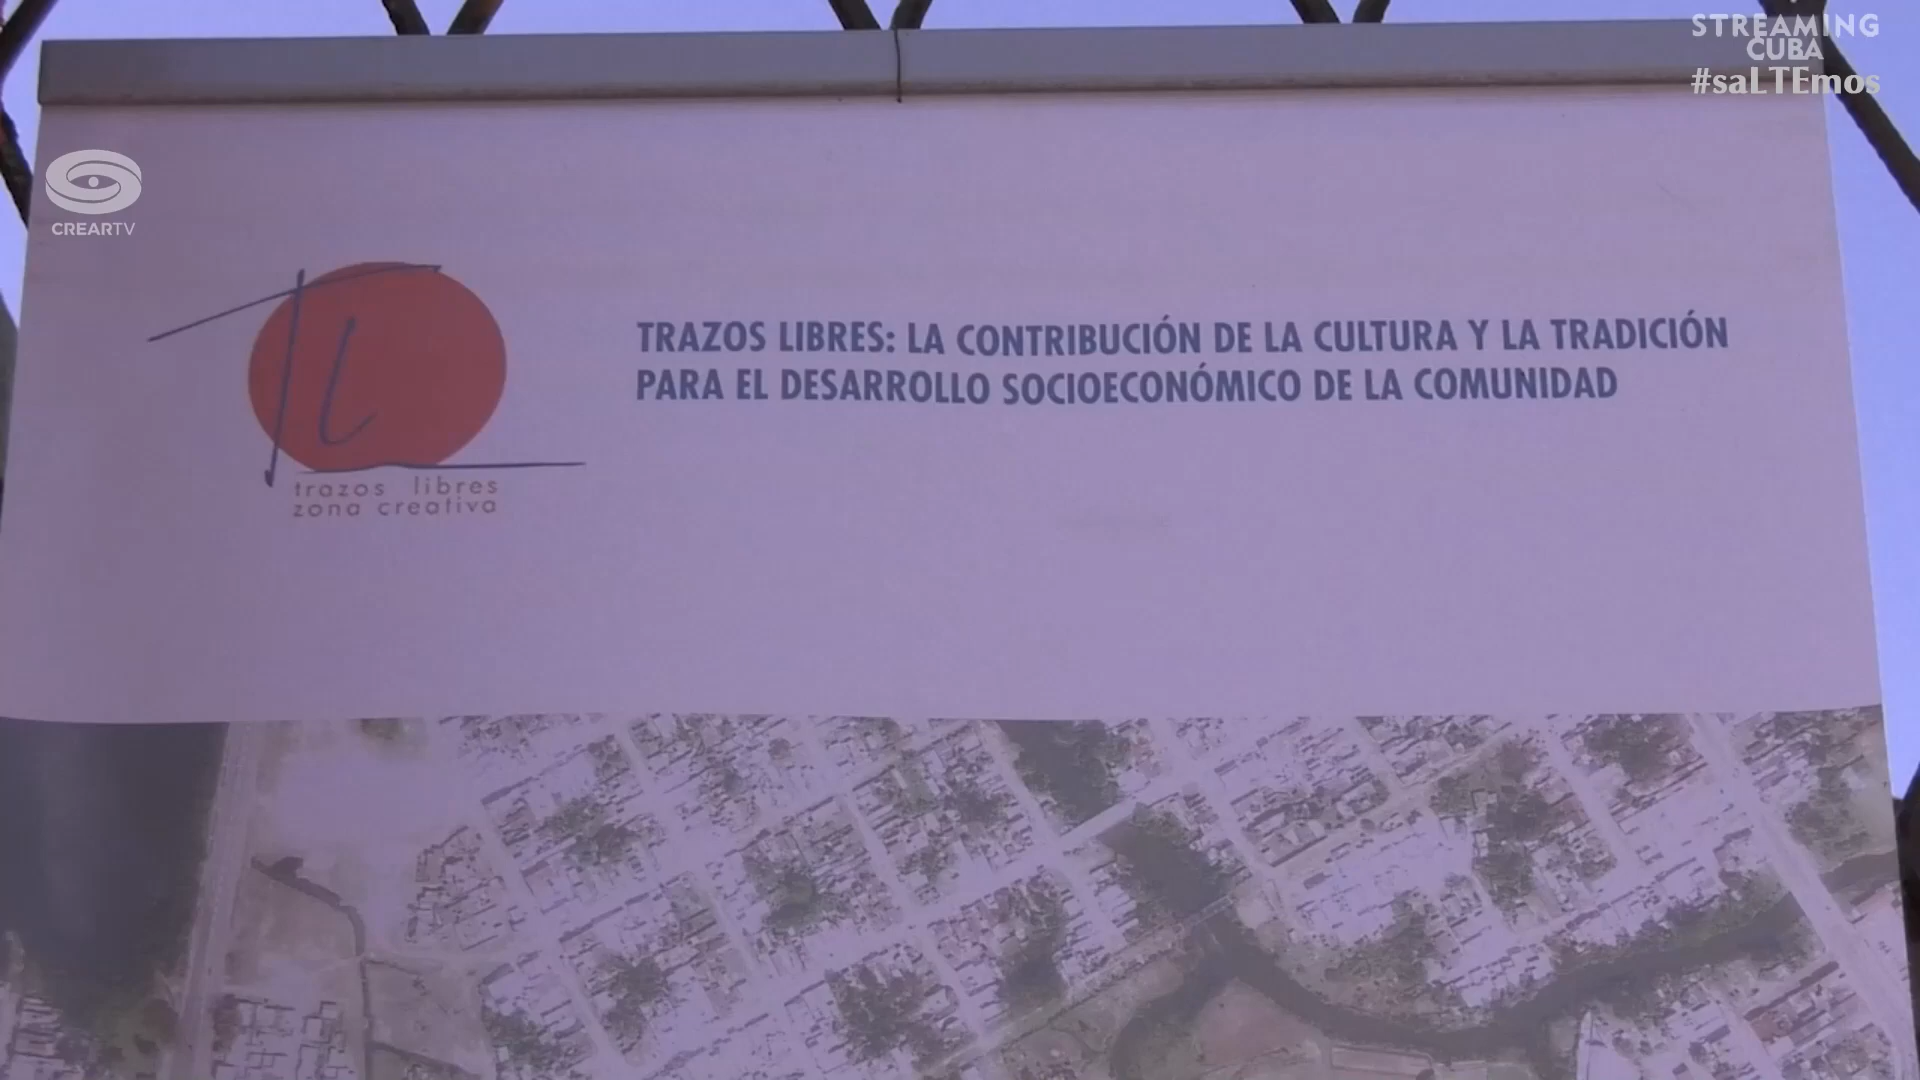 STREAMING
CUBA
#saLTEmos
CREARTV
TL
TRAZOS LIBRES: LA CONTRIBUCIÓN DE LA CULTURA Y LA TRADICIÓN
PARA EL DESARROLLO SOCIOECONÓMICO DE LA COMUNIDAD
trazos libres
zona creativa